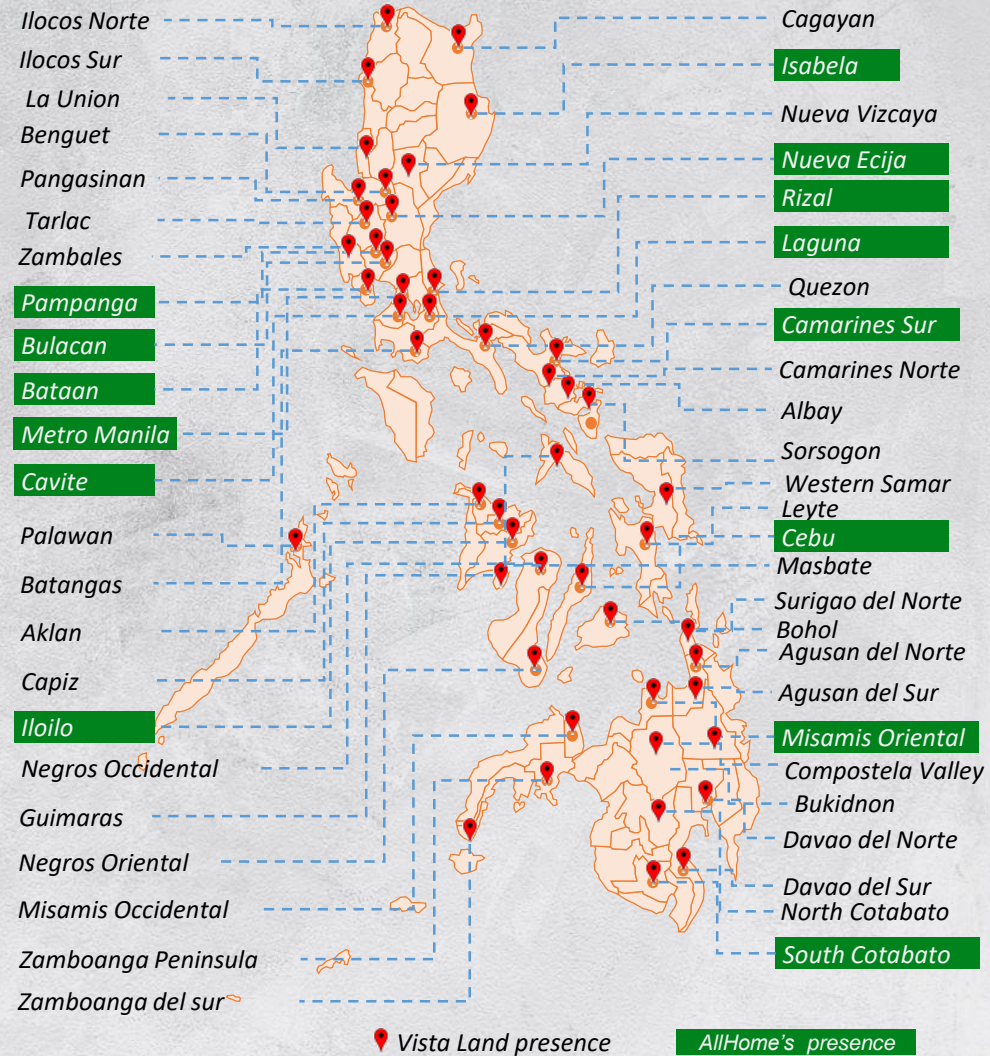 Ilocos Norte
Ilocos Sur
La Union
Benguet
Pangasinan
Tarlac
Zambales
Pampanga
Bulacan
Bataan
Metro Manila
Cavite
Palawan
Batangas
Aklan
Capiz
Iloilo
Negros Occidental
Guimaras
Negros Oriental
Misamis Occidental
Zamboanga Peninsula
Zamboanga del sur
Cagayan
Isabela
Nueva Vizcaya
Nueva Ecija
Rizal
Laguna
Quezon
Camarines Sur
Camarines Norte
Albay
Sorsogon
Western Samar
Leyte
Cebu
Masbate
Surigao del Norte
Bohol
Agusan del Norte
Agusan del Sur
Misamis Oriental
Compostela Valley
Bukidnon
Davao del Norte
Davao del Sur
North Cotabato
South Cotabato
Vista Land presence
AllHome's presence